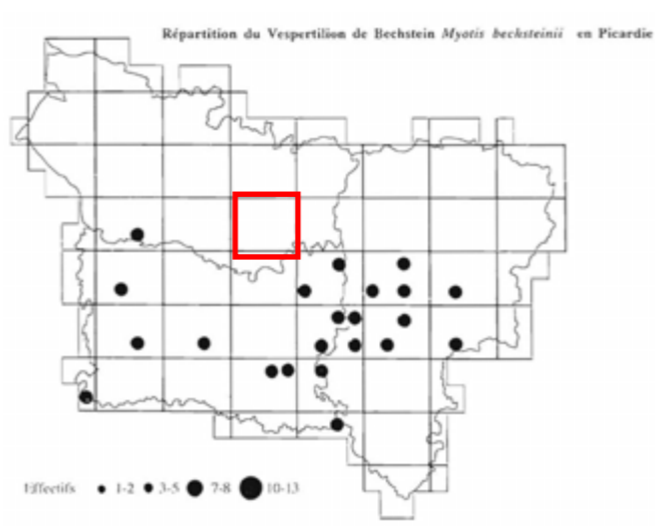 Répartition du Vespertilion de Bechstein Myotis bechsteinii en Picardie
Effectifs 1-2 3-5 7-8 10-13